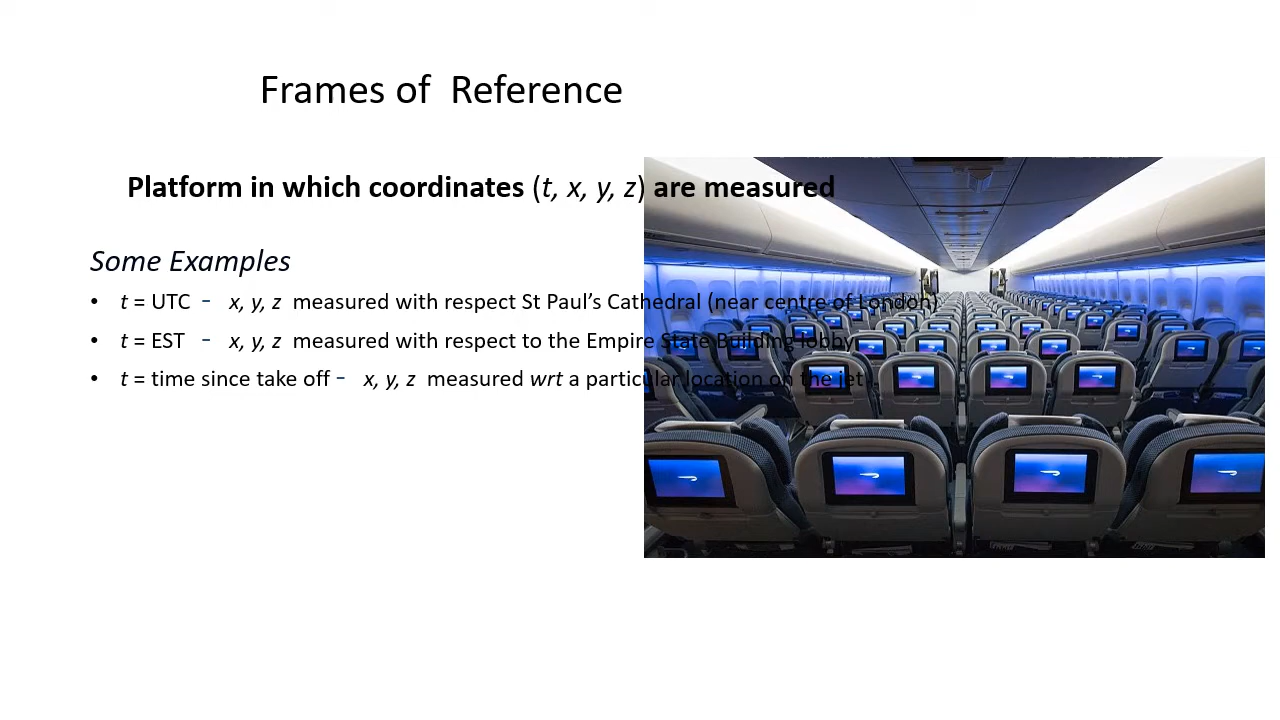 Frames of Reference
Platform in which coordinates (t, x, y, z) are measured
Some Examples
• t = UTC - x, y, z measured with respect St Paul’s Cathedral (near centre of London)
• t = EST - x, y, z measured with respect to the Empire State Building lobby
• t = time since take off - x, y, z measured wrt a particular location on the jet